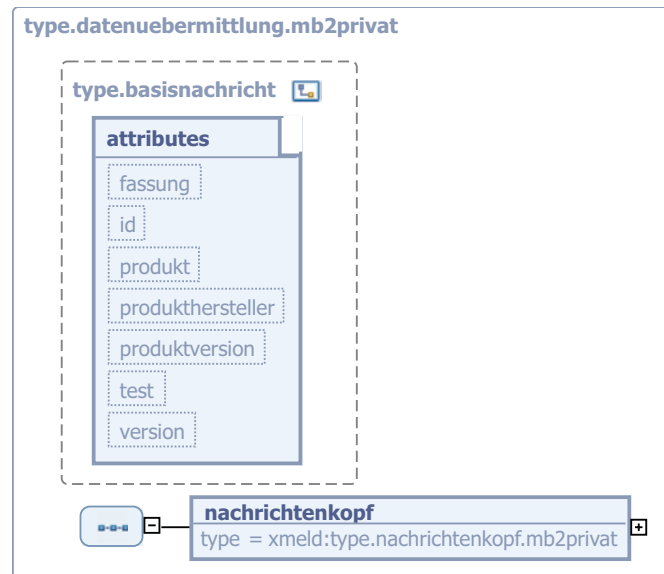 type.datenuebermittlung.mb2privat
type.basisnachricht
attributes
fassung
id
produkt
produkthersteller
produktversion
test
version
nachrichtenkopf
type = xmeld:type.nachrichtenkopf.mb2privat